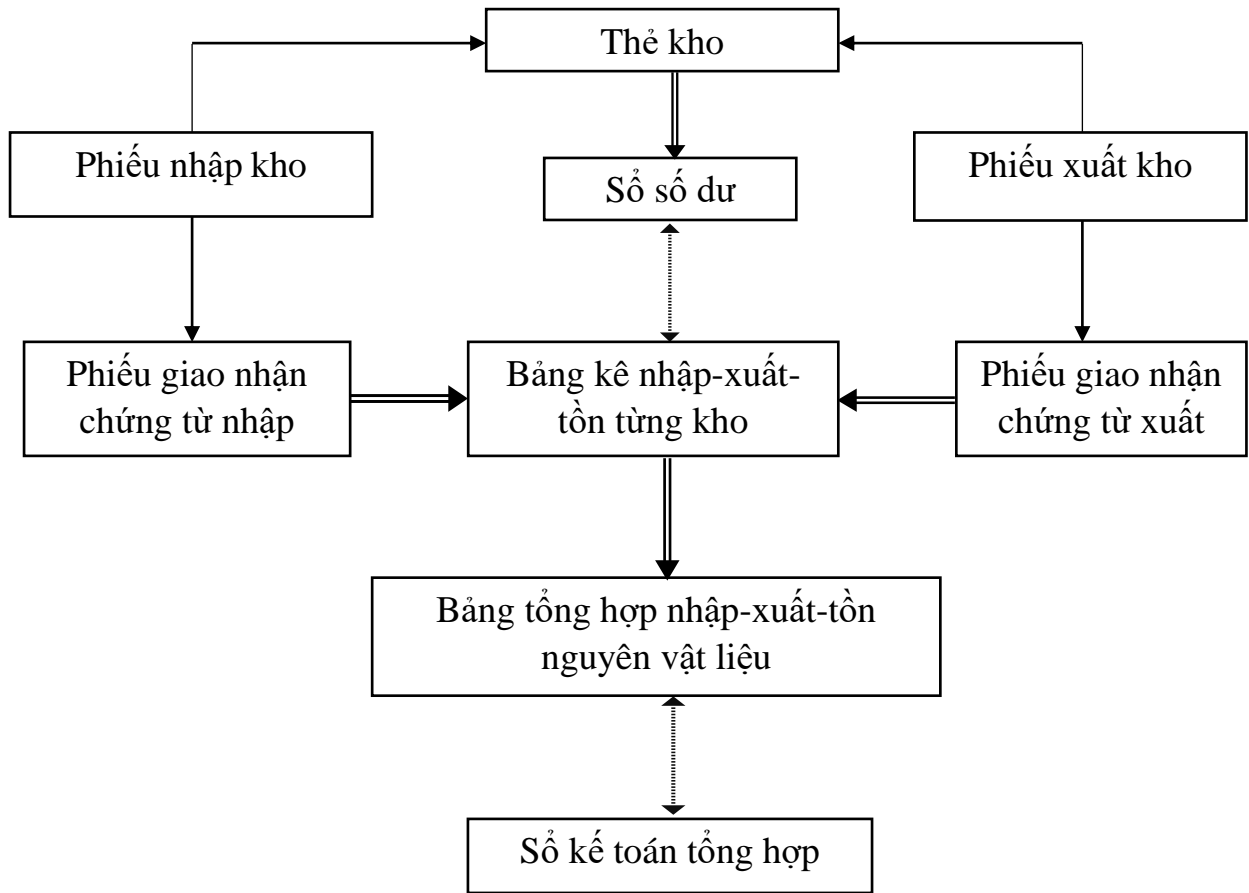 Thẻ kho
Phiếu nhập kho
Sổ số dư
Phiếu xuất kho
Phiếu giao nhận
chứng từ nhập
Bảng kê nhập-xuất-
tồn từng kho
Phiếu giao nhận
chứng từ xuất
Bảng tổng hợp nhập-xuất-tồn
nguyên vật liệu
Sổ kế toán tổng hợp